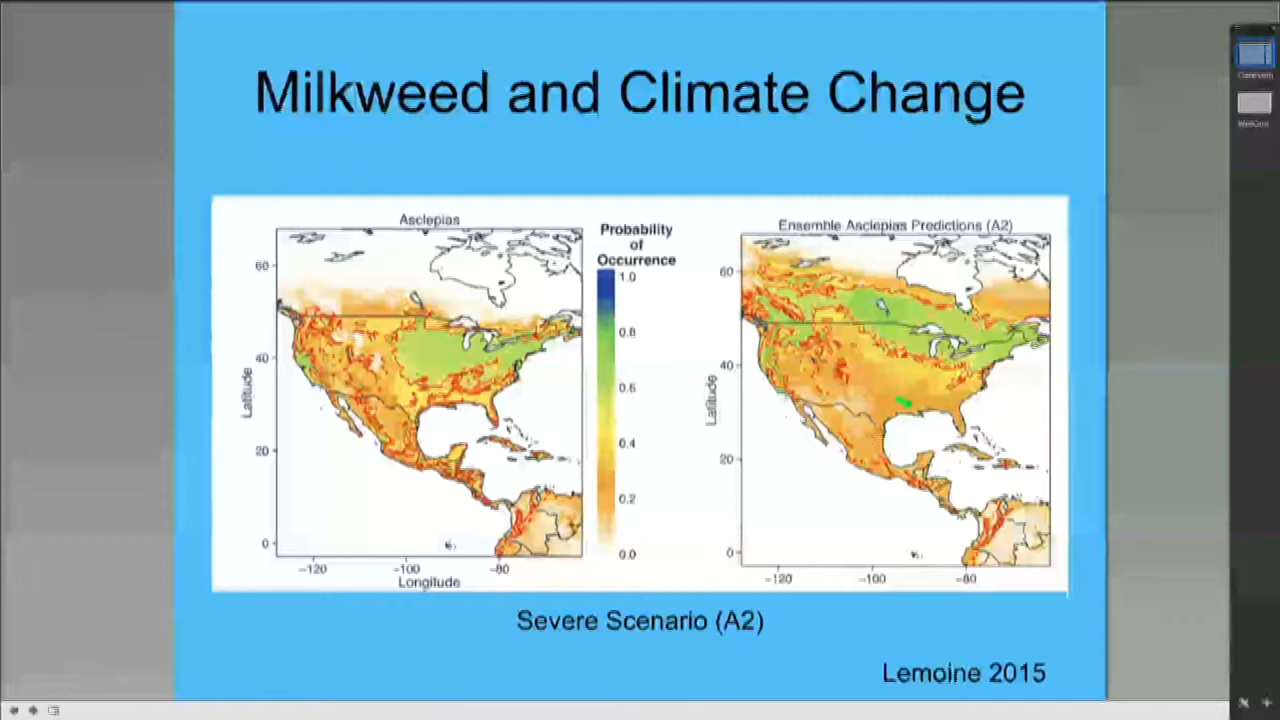 Milkweed and Climate Change
Asclepias
60
40
20
0
Latitude
−120
−100
−80
Longitude
Probability
of
Occurrence
1.0
0.8
0.6
0.4
0.2
0.0
Ensemble Asclepias Predictions (A2)
60
40
20
0
Latitude
−120
−100
−80
Severe Scenario (A2)
Lemoine 2015